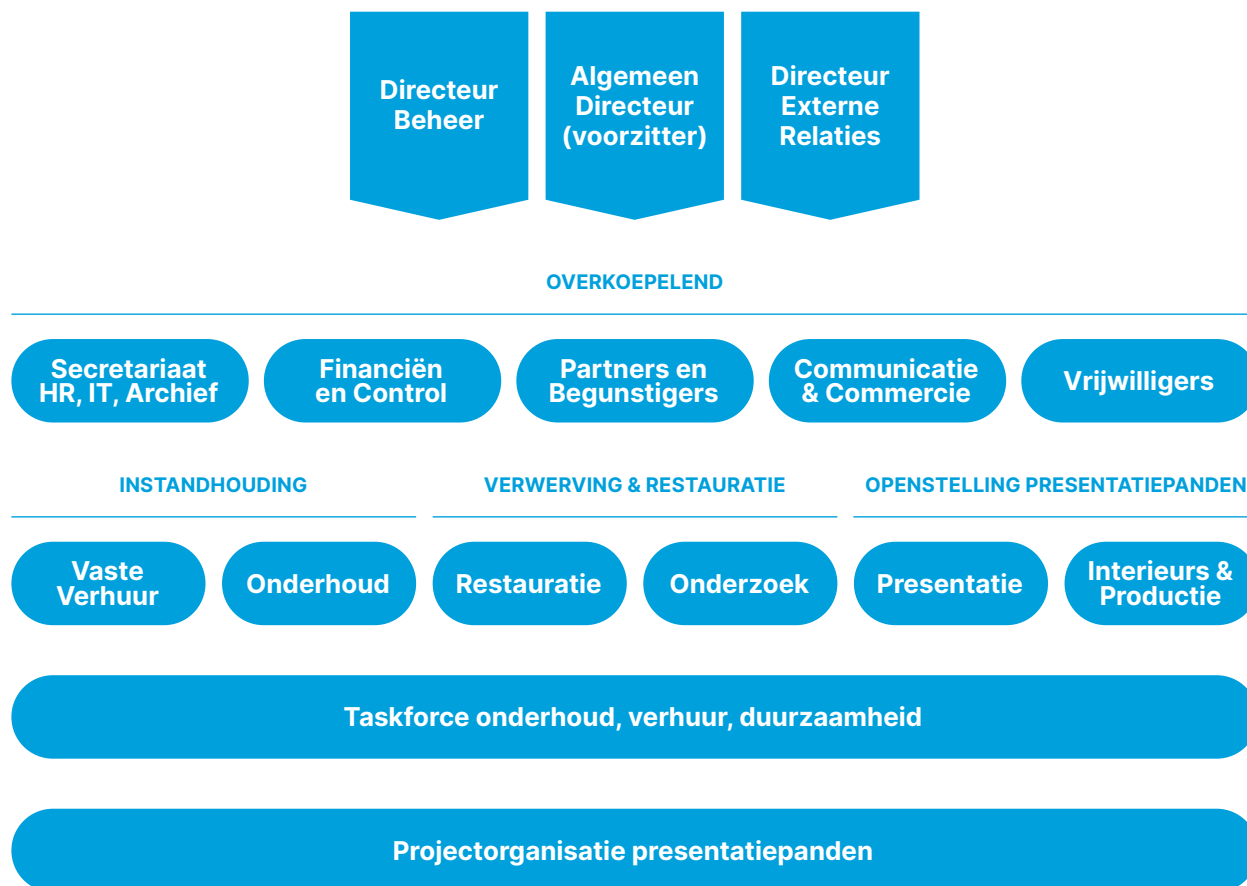 Directeur
Beheer
Algemeen
Directeur
(voorzitter)
Directeur
Externe
Relaties
OVERKOEPELEND
Secretariaat
HR, IT, Archief
Financiën
en Control
Partners en
Begunstigers
Communicatie
& Commercie
Vrijwilligers
INSTANDHOUDING
VERWERVING & RESTAURATIE
OPENSTELLING PRESENTATIEPANDEN
Vaste
Verhuur
Onderhoud
Restauratie
Onderzoek
Presentatie
Interieurs &
Productie
Taskforce onderhoud, verhuur, duurzaamheid
Projectorganisatie presentatiepanden